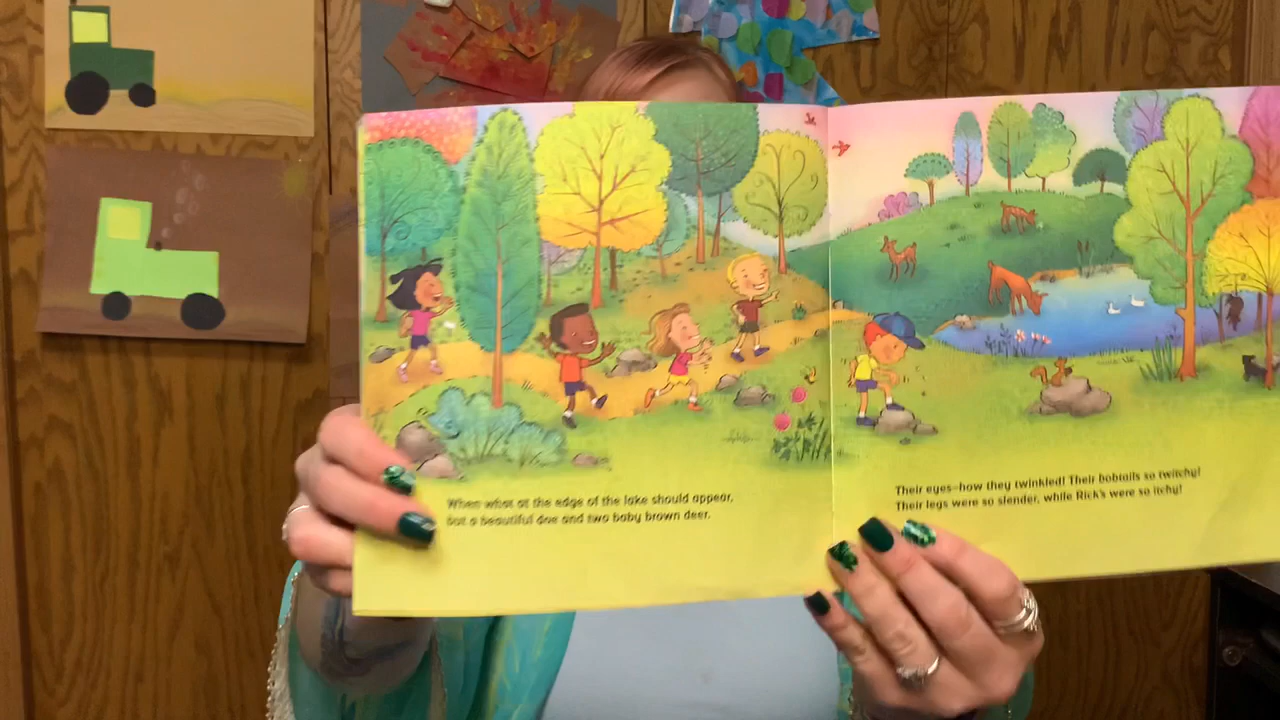 When what at the edge of the lake should appear,
but a beautiful doe and two baby brown deer.
Their eyes—how they twinkled! Their bobtails so twitchy!
Their legs were so slender, while Rick's were so itchy!